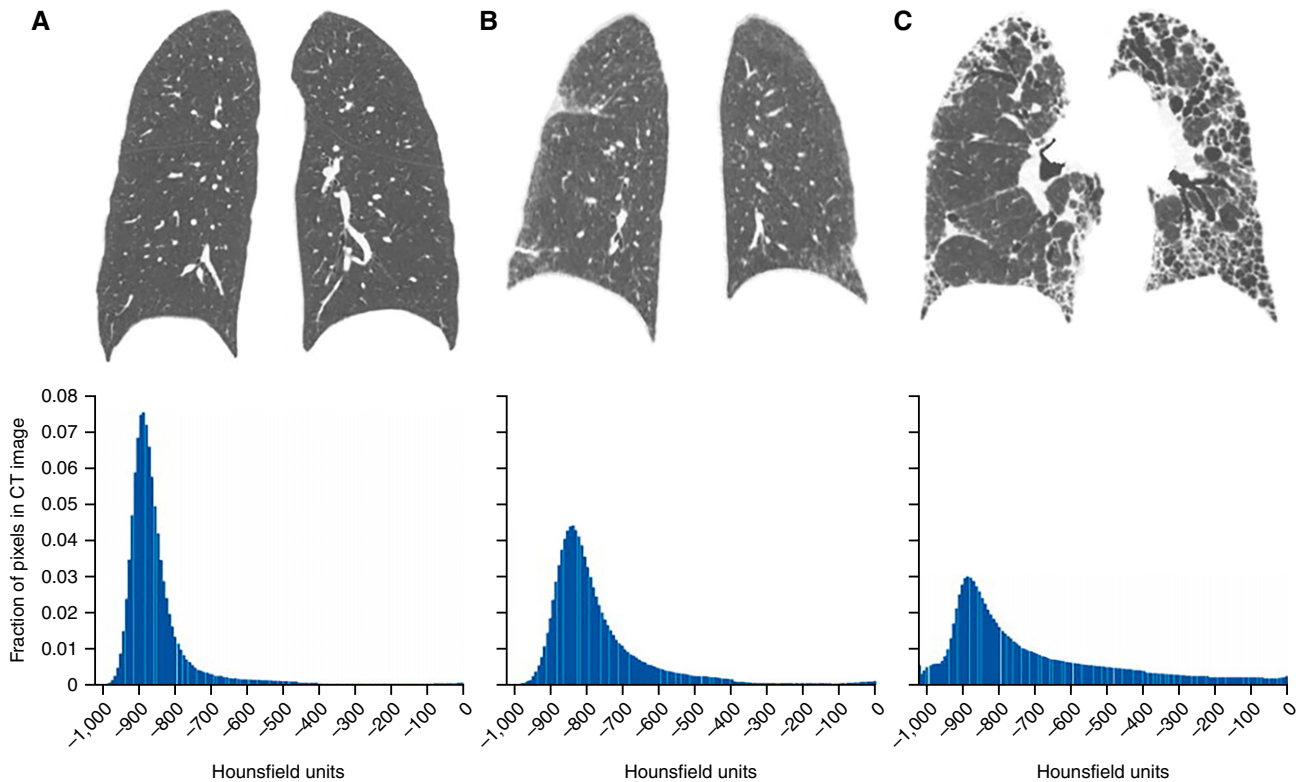 A
B
C
Fraction of pixels in CT image
0.08
0.07
0.06
0.05
0.04
0.03
0.02
0.01
0
–1,000 –900 –800 –700 –600 –500 –400 –300 –200 –100 0
–1,000 –900 –800 –700 –600 –500 –400 –300 –200 –100 0
–1,000 –900 –800 –700 –600 –500 –400 –300 –200 –100 0
Hounsfield units
Hounsfield units
Hounsfield units